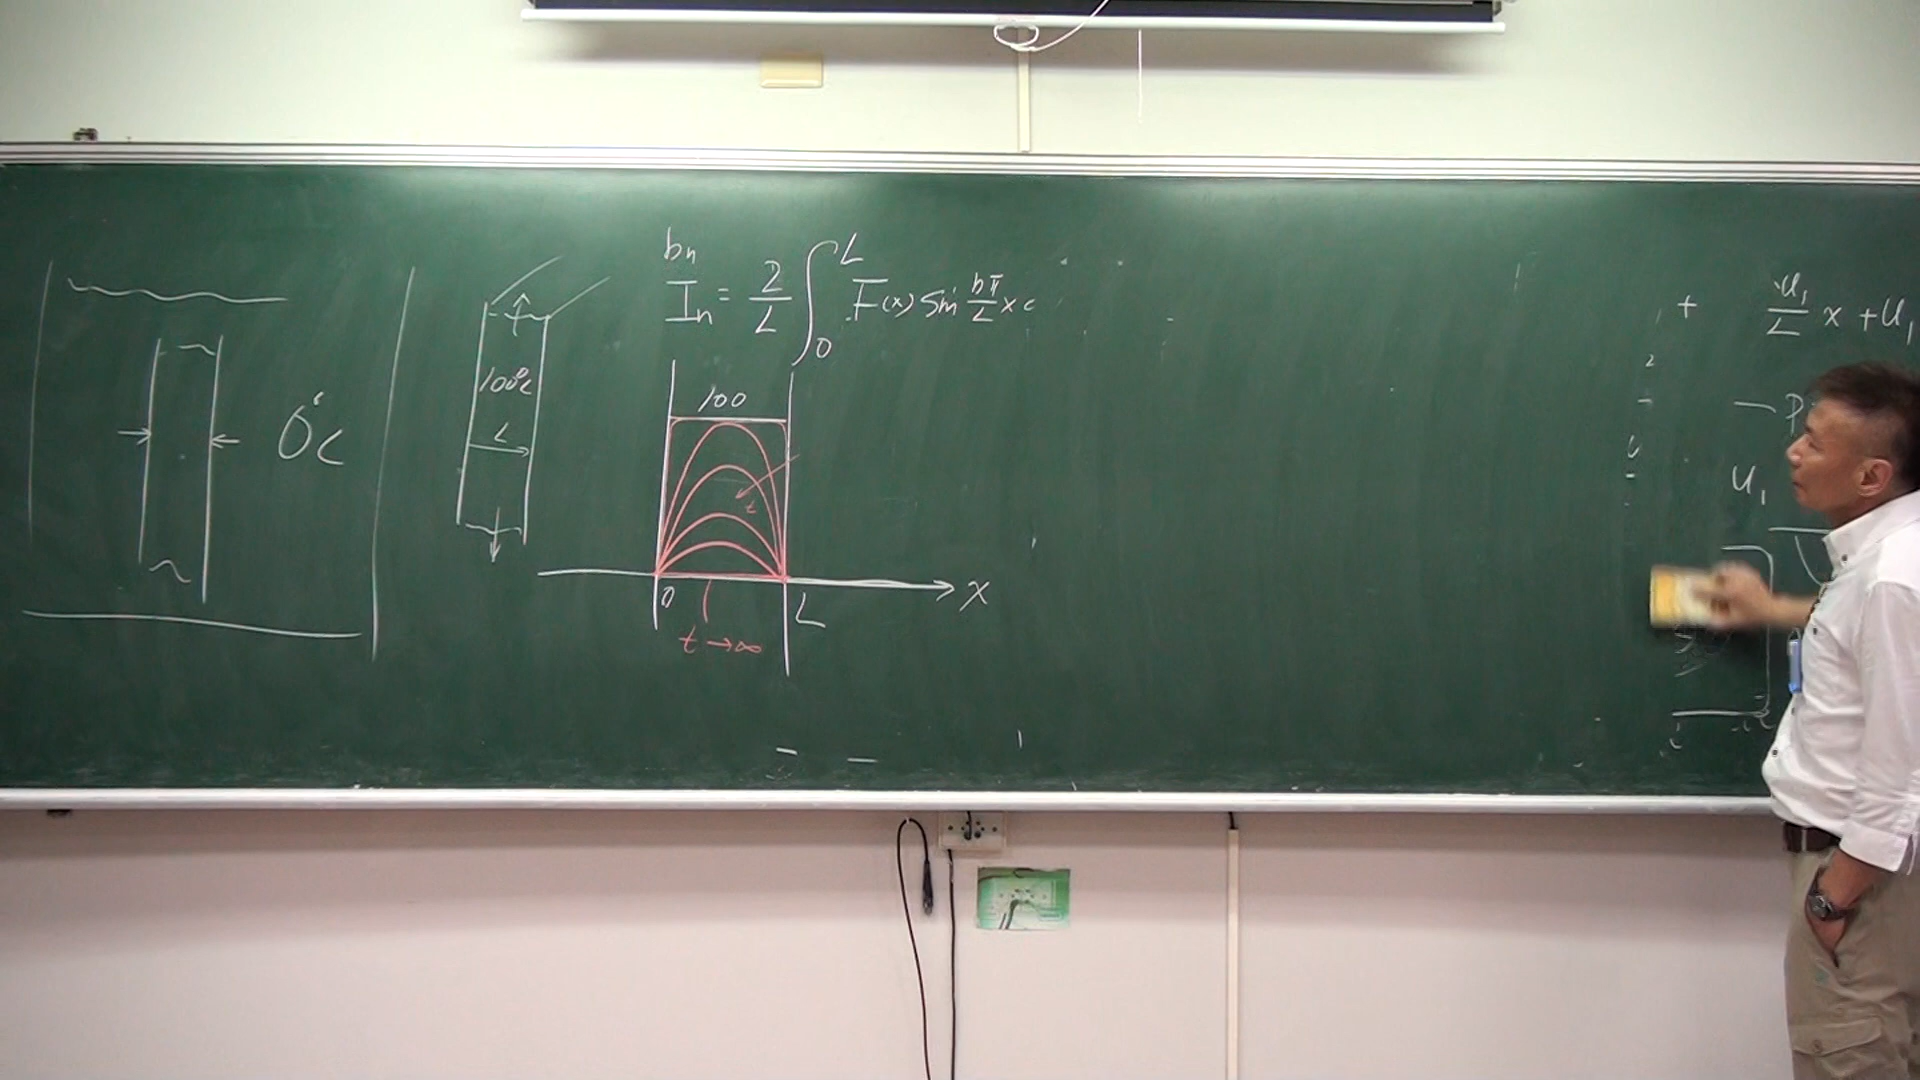 0°c
100°c
L
bn
In = 2/L ∫₀ᴸ F(x) sin nπ/L x
100
t
0
L
x
t→∞
+ u₁/L x + u₁
u₁